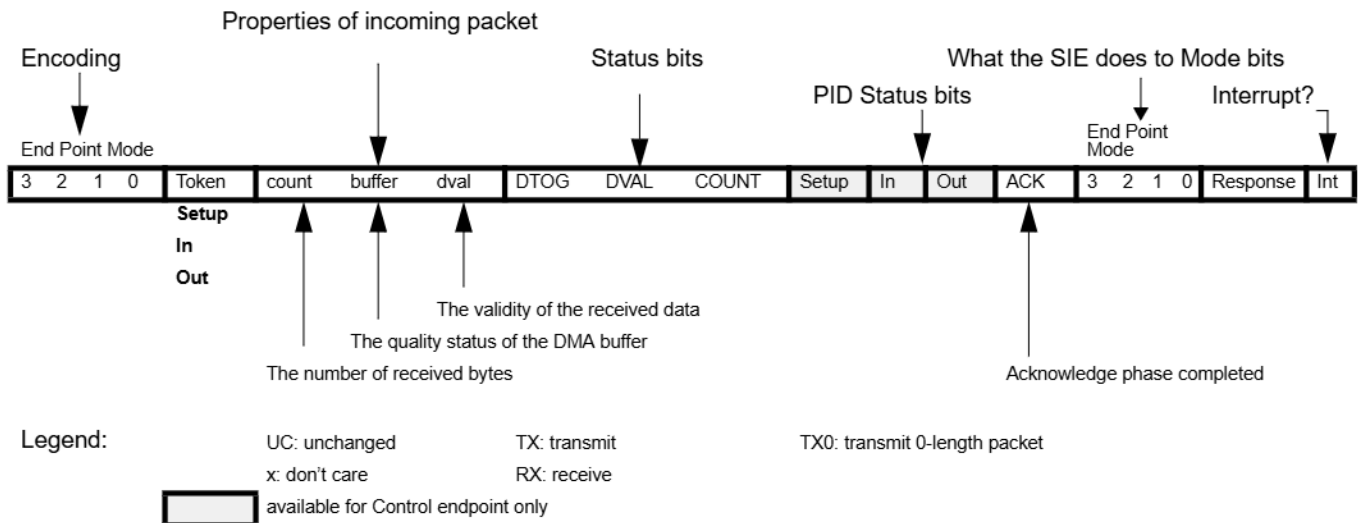 Properties of incoming packet
Encoding
Status bits
What the SIE does to Mode bits
PID Status bits
Interrupt?
End Point Mode
End Point
Mode
3 2 1 0 Token count buffer dval DTOG DVAL COUNT Setup In Out ACK 3 2 1 0 Response Int
Setup
In
Out
The validity of the received data
The quality status of the DMA buffer
The number of received bytes
Acknowledge phase completed
Legend:
UC: unchanged TX: transmit TX0: transmit 0-length packet
x: don't care RX: receive
available for Control endpoint only